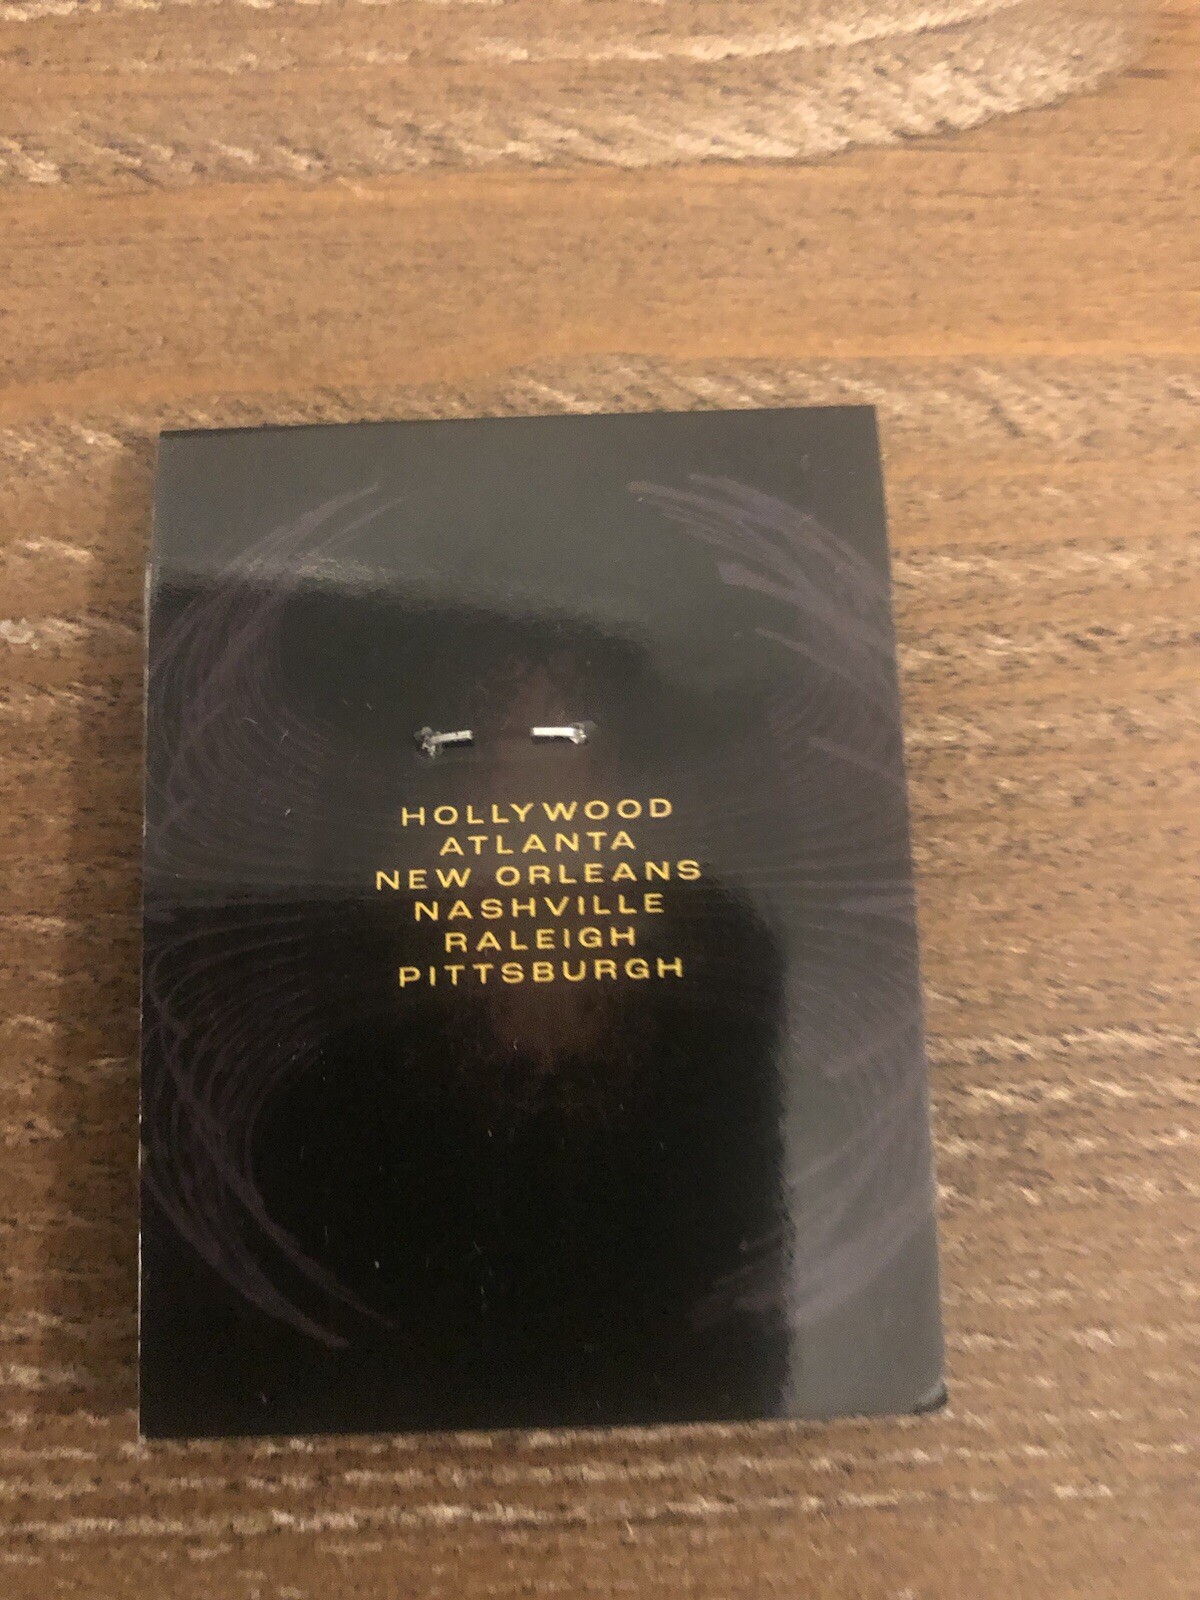 HOLLYWOOD
ATLANTA
NEW ORLEANS
NASHVILLE
RALEIGH
PITTSBURGH